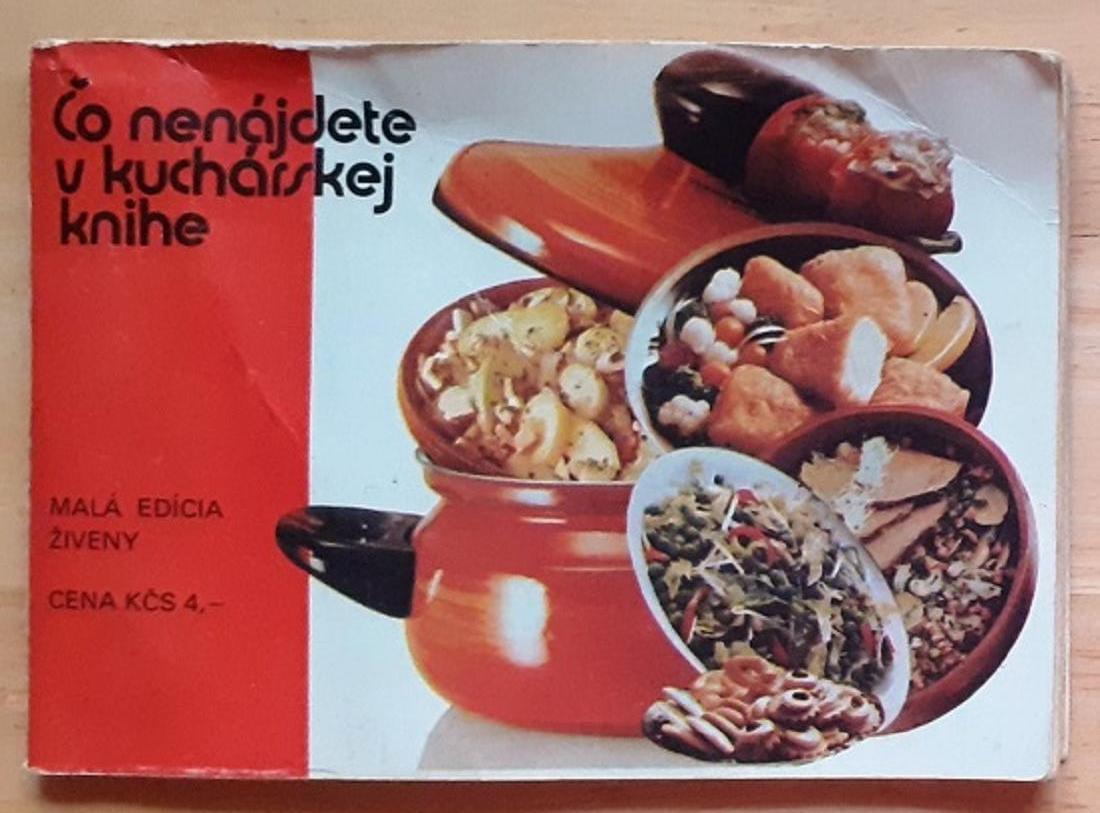 Čo nenájdete
v kuchárskej
knihe
MALÁ EDÍCIA
ŽIVENY
CENA KČS 4,–